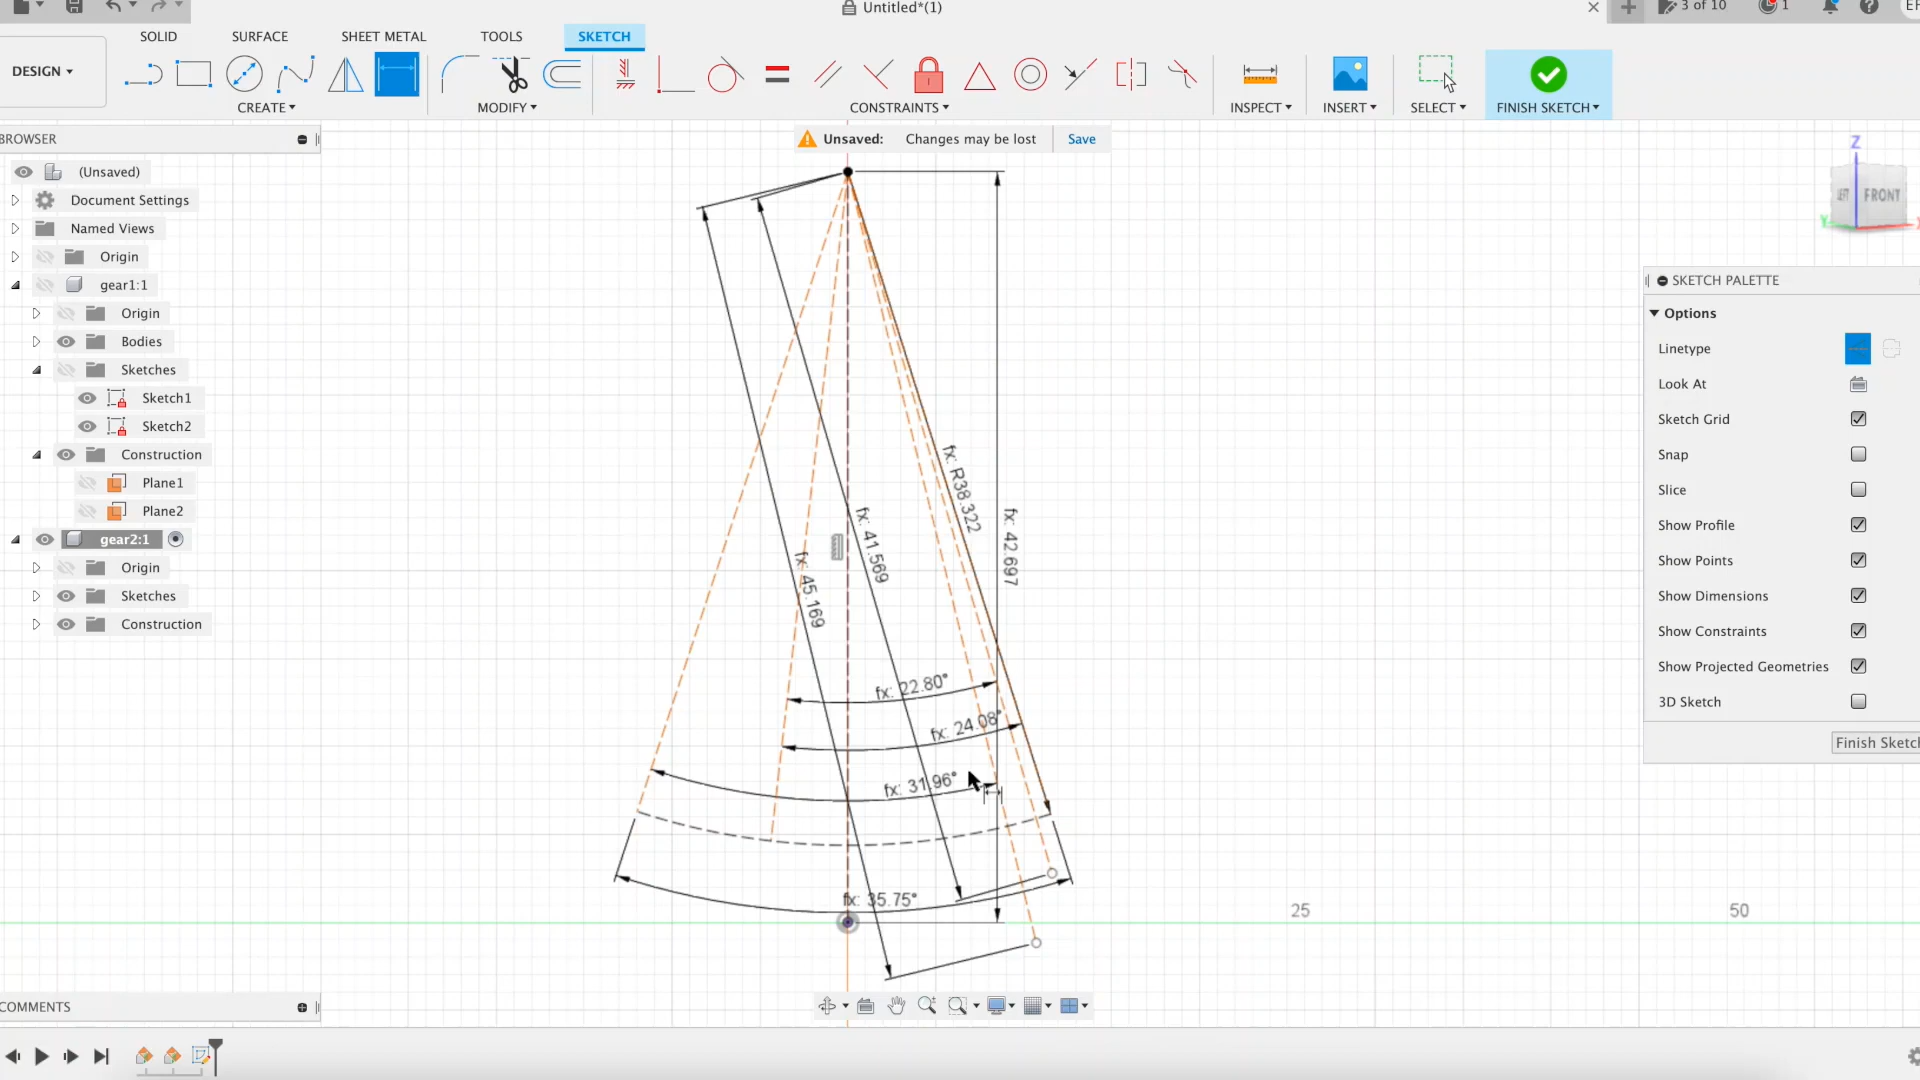 Untitled*(1)
3 of 10
1
EF
SOLID
SURFACE
SHEET METAL
TOOLS
SKETCH
DESIGN ▾
CREATE ▾
MODIFY ▾
CONSTRAINTS ▾
INSPECT ▾
INSERT ▾
SELECT ▾
FINISH SKETCH ▾
BROWSER
Unsaved: Changes may be lost Save
(Unsaved)
Document Settings
Named Views
Origin
gear1:1
Origin
Bodies
Sketches
Sketch1
Sketch2
Construction
Plane1
Plane2
gear2:1
Origin
Sketches
Construction
Z
LEFT
FRONT
Y
X
SKETCH PALETTE
Options
Linetype
Look At
Sketch Grid
Snap
Slice
Show Profile
Show Points
Show Dimensions
Show Constraints
Show Projected Geometries
3D Sketch
Finish Sketch
fx: R38.322
fx: 42.697
fx: 41.569
fx: 45.169
fx: 22.80°
fx: 24.08°
fx: 31.96°
fx: 35.75°
25
50
COMMENTS